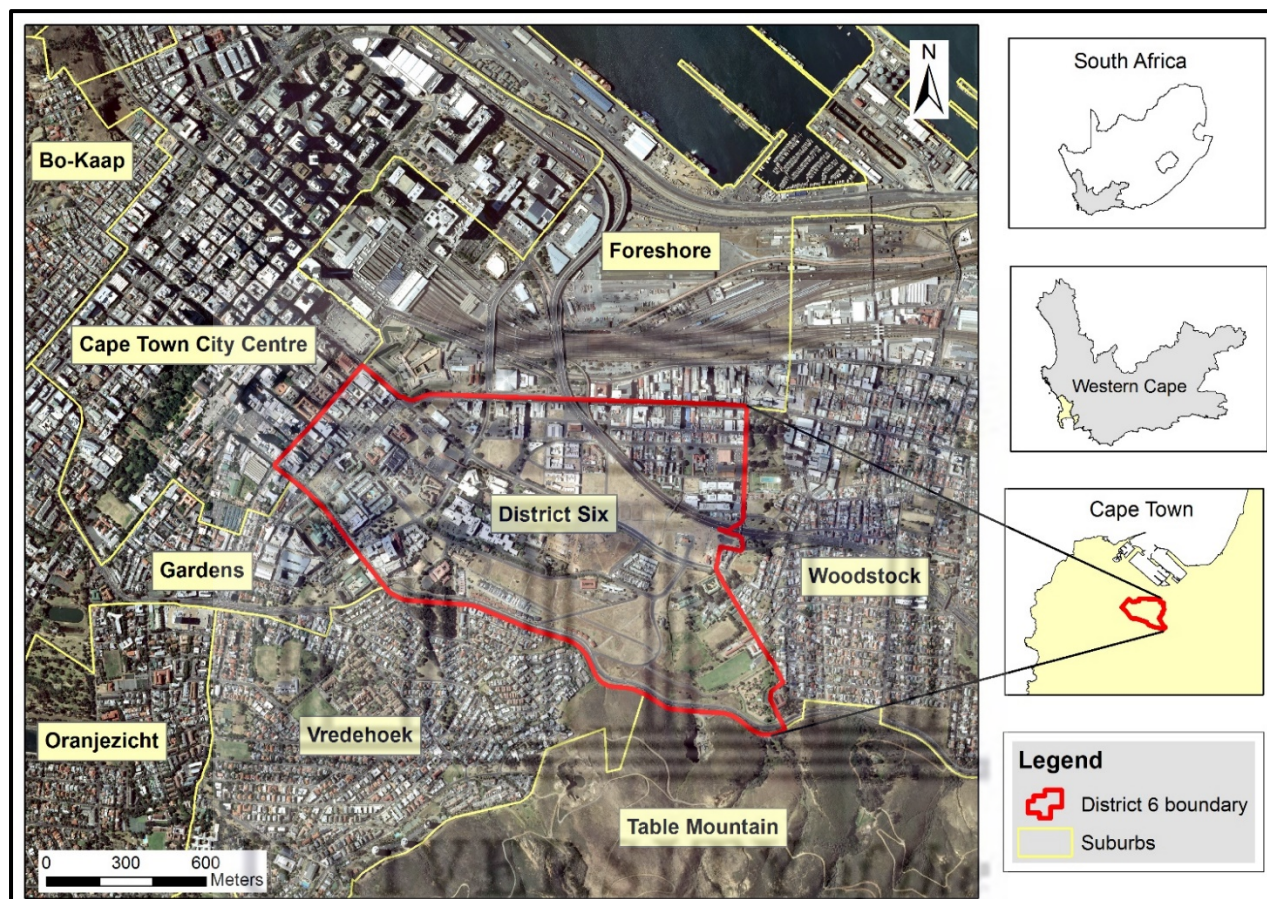 N
Bo-Kaap
Foreshore
Cape Town City Centre
District Six
Gardens
Woodstock
Oranjezicht
Vredehoek
Table Mountain
0 300 600
Meters
South Africa
Western Cape
Cape Town
Legend
District 6 boundary
Suburbs